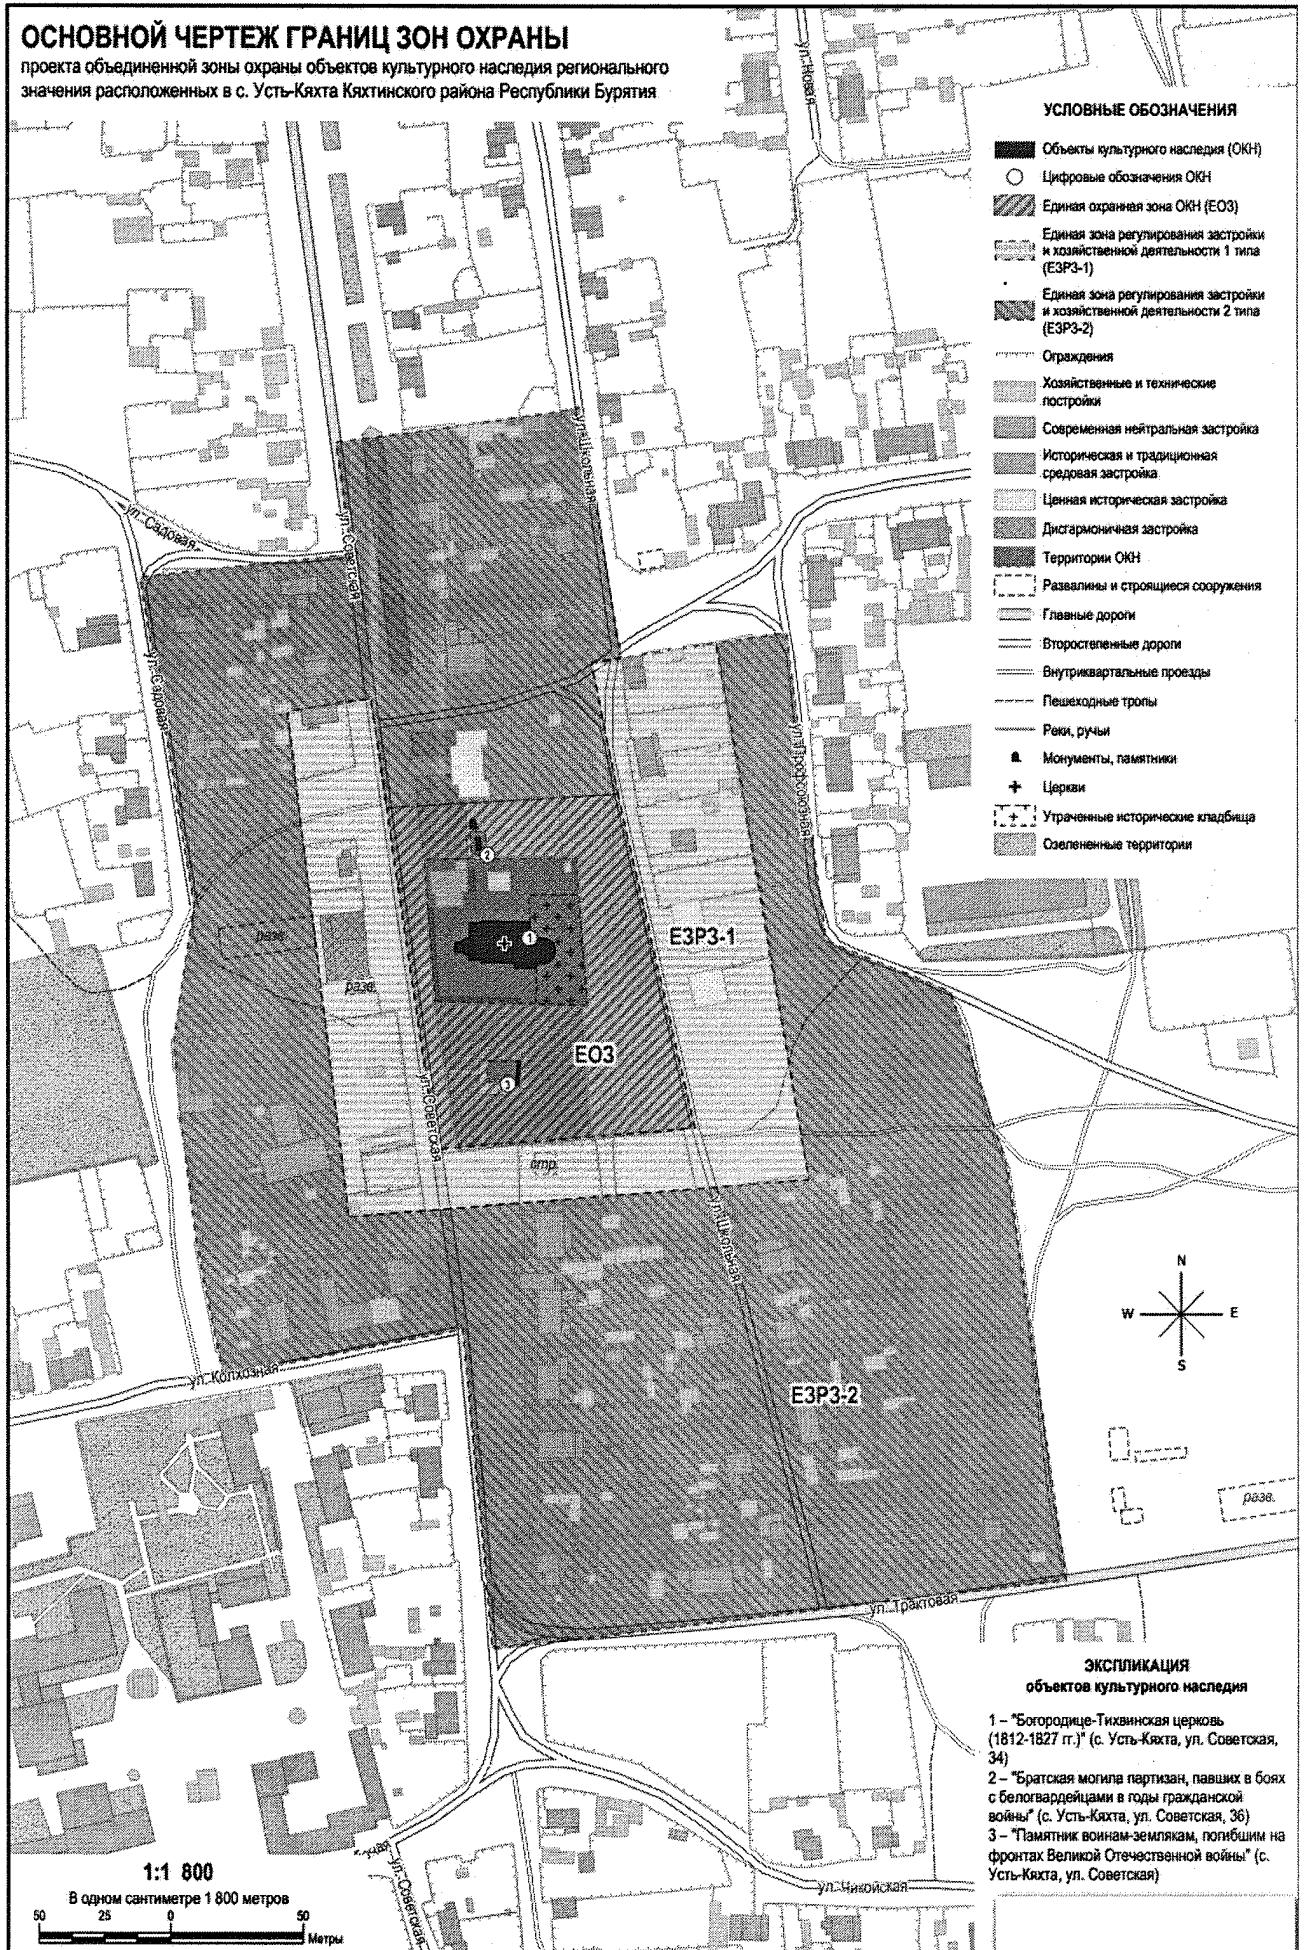 ОСНОВНОЙ ЧЕРТЕЖ ГРАНИЦ ЗОН ОХРАНЫ
проекта объединенной зоны охраны объектов культурного наследия регионального
значения расположенных в с. Усть-Кяхта Кяхтинского района Республики Бурятия
УСЛОВНЫЕ ОБОЗНАЧЕНИЯ
Объекты культурного наследия (ОКН)
Цифровые обозначения ОКН
Единая охранная зона ОКН (ЕОЗ)
Единая зона регулирования застройки
и хозяйственной деятельности 1 типа
(ЕЗРЗ-1)
Единая зона регулирования застройки
и хозяйственной деятельности 2 типа
(ЕЗРЗ-2)
Ограждения
Хозяйственные и технические
постройки
Современная нейтральная застройка
Историческая и традиционная
средовая застройка
Ценная историческая застройка
Дисгармоничная застройка
Территории ОКН
Развалины и строящиеся сооружения
Главные дороги
Второстепенные дороги
Внутриквартальные проезды
Пешеходные тропы
Реки, ручьи
Монументы, памятники
Церкви
Утраченные исторические кладбища
Озелененные территории
ул. Новая
ул. Школьная
ул. Садовая
ул. Советская
ул. Садовая
ул. Профсоюзная
2
1
3
разв.
разв.
ЕЗРЗ-1
ЕОЗ
ул. Советская
стр.
ул. Школьная
N
W
E
S
ул. Колхозная
ЕЗРЗ-2
разв.
ул. Трактовая
ул. Советская
ул. Чикойская
ЭКСПЛИКАЦИЯ
объектов культурного наследия
1 – "Богородице-Тихвинская церковь
(1812-1827 гг.)" (с. Усть-Кяхта, ул. Советская,
34)
2 – "Братская могила партизан, павших в боях
с белогвардейцами в годы гражданской
войны" (с. Усть-Кяхта, ул. Советская, 36)
3 – "Памятник воинам-землякам, погибшим на
фронтах Великой Отечественной войны" (с.
Усть-Кяхта, ул. Советская)
1:1 800
В одном сантиметре 1 800 метров
50 25 0 50
Метры